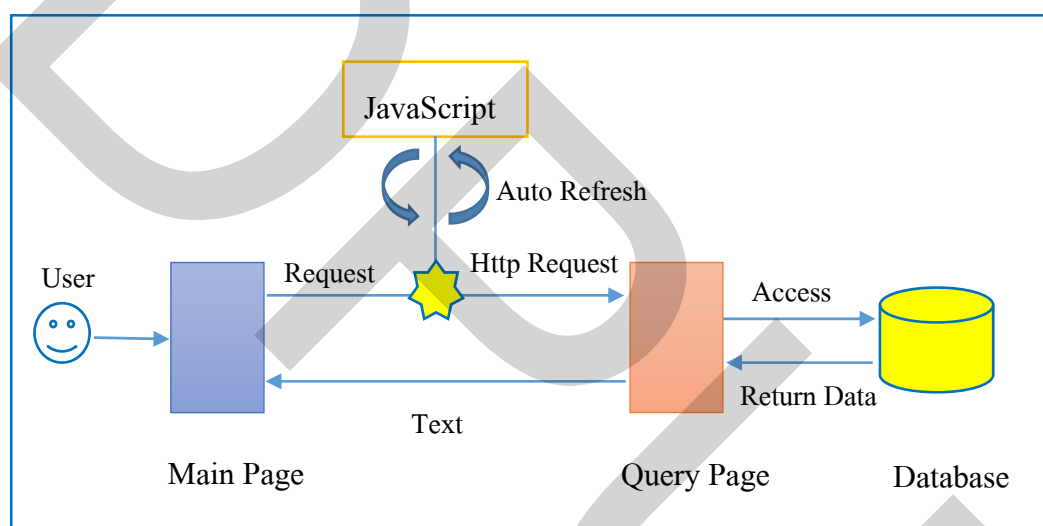 JavaScript
Auto Refresh
User
Request
Http Request
Access
Return Data
Text
Main Page
Query Page
Database